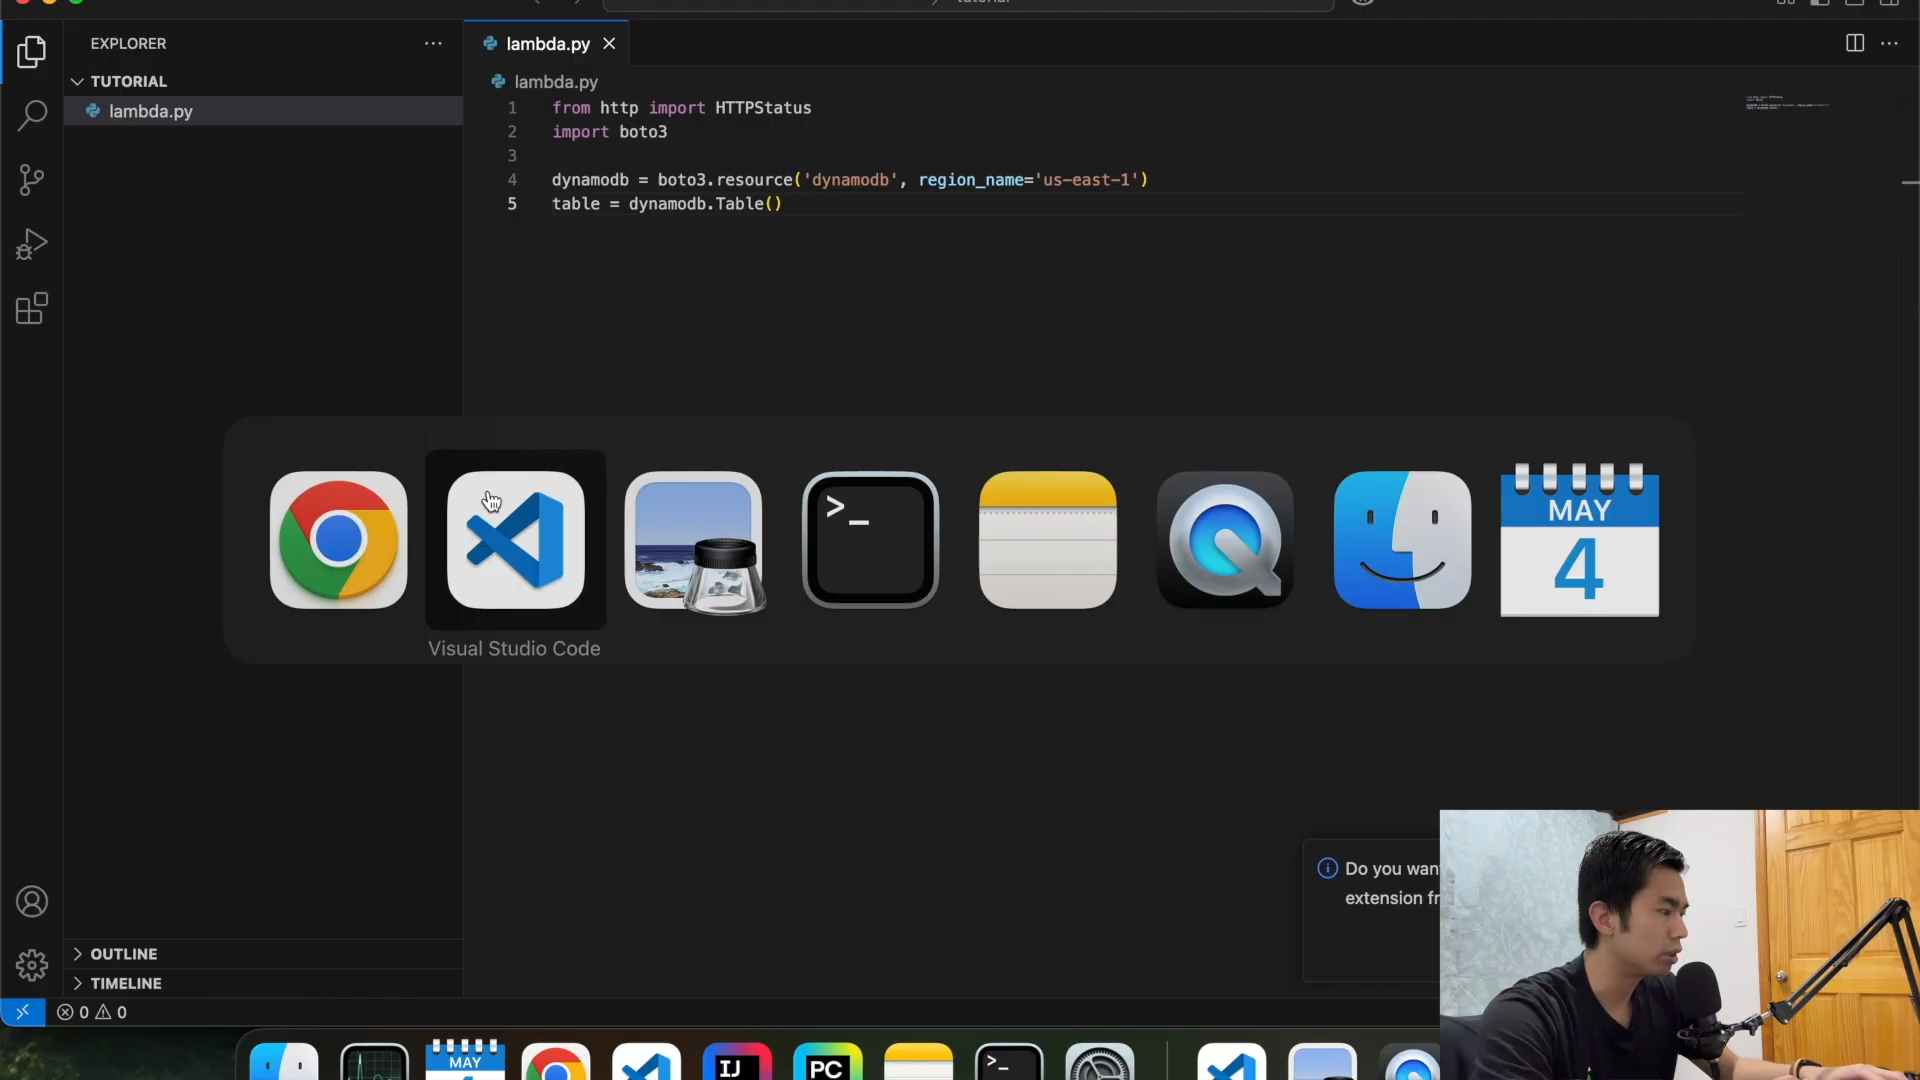 EXPLORER
TUTORIAL
lambda.py
OUTLINE
TIMELINE
0 0
lambda.py
lambda.py
1 from http import HTTPStatus
2 import boto3
3
4 dynamodb = boto3.resource('dynamodb', region_name='us-east-1')
5 table = dynamodb.Table()
>_
MAY
4
Visual Studio Code
Do you wan
extension fr
MAY
IJ
PC
>_